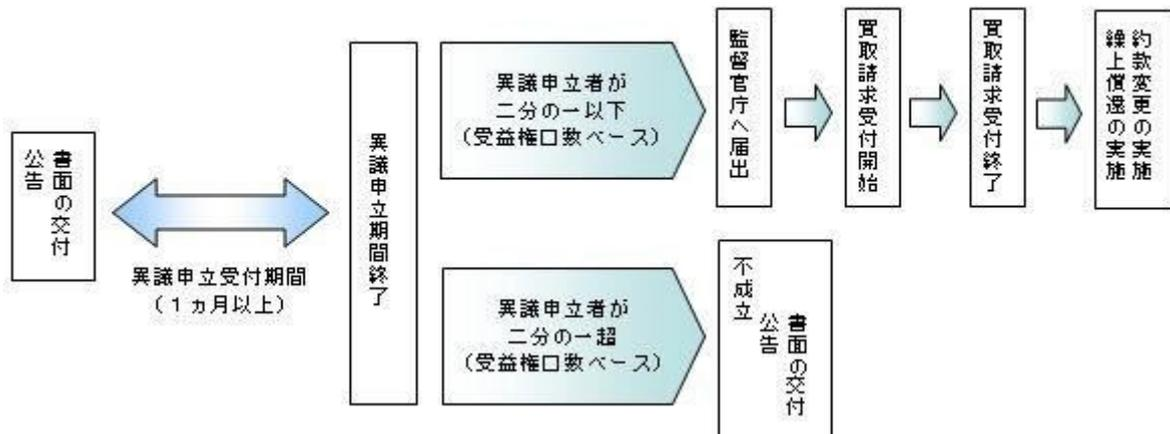 書面の交付
公告
異議申立受付期間
（１ヵ月以上）
異議申立期間終了
異議申立者が
二分の一以下
（受益権口数ベース）
監督官庁へ届出
買取請求受付開始
買取請求受付終了
約款変更の実施
繰上償還の実施
異議申立者が
二分の一超
（受益権口数ベース）
不成立
書面の交付
公告